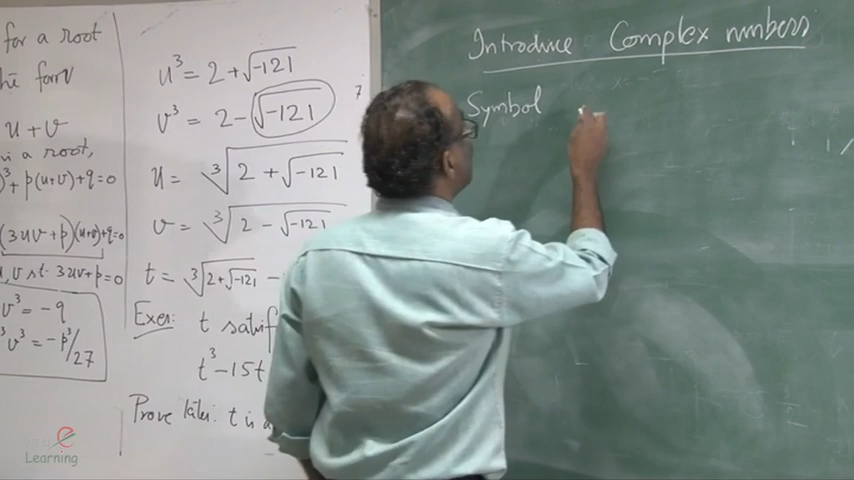 for a root
the form
u + v
is a root,
)³ + p(u+v) + q = 0
(3uv + p)(u+v) + q = 0
u, v st. 3uv + p = 0
v³ = -q
³v³ = -p³/27
u³ = 2 + √-121
v³ = 2 - √-121
u = ∛2 + √-121
v = ∛2 - √-121
t = ∛2+√-121 -
Exer: t satisf
t³ - 15t
Prove later: t is a
Introduce Complex numbers
Symbol
e
Learning